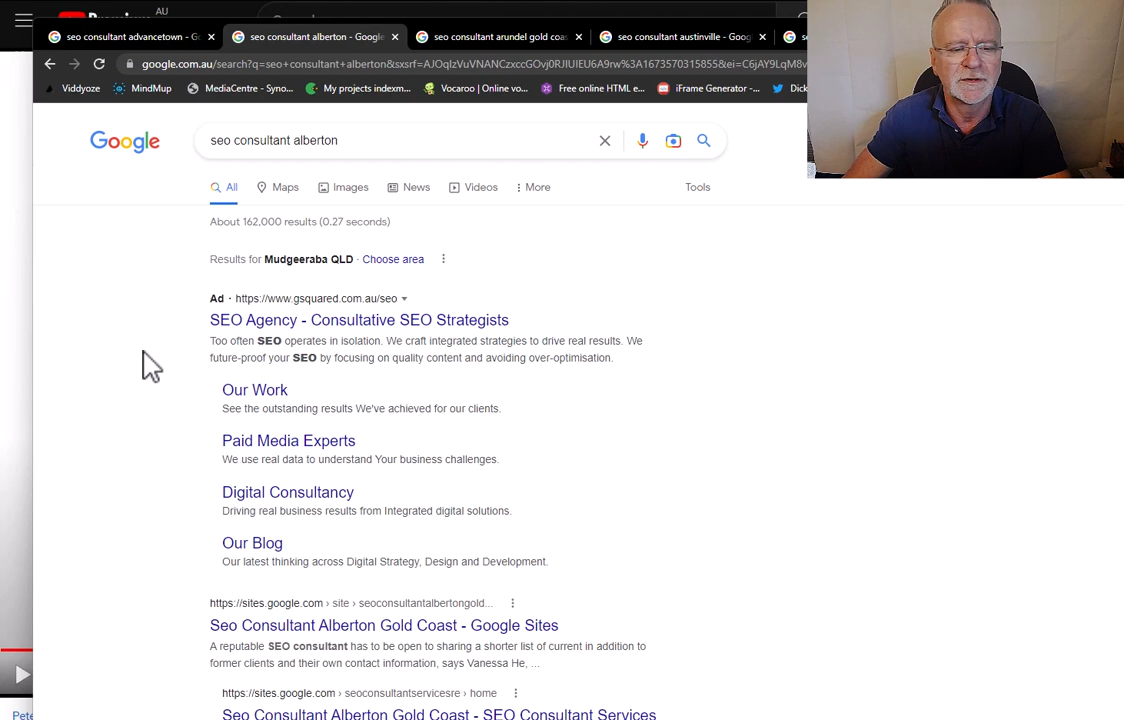 AU
seo consultant advancetown - Go
seo consultant alberton - Google
seo consultant arundel gold coas
seo consultant austinville - Goog
se
google.com.au/search?q=seo+consultant+alberton&sxsrf=AJOqlzVuVNANCzxccGOvj0RJIUIEU6A9rw%3A1673570315855&ei=C6jAY9LqM8v
Viddyoze
MindMup
MediaCentre - Syno...
My projects indexm...
Vocaroo | Online vo...
Free online HTML e...
iFrame Generator -...
Dick
Google
seo consultant alberton
All
Maps
Images
News
Videos
More
Tools
About 162,000 results (0.27 seconds)
Results for Mudgeeraba QLD · Choose area
Ad · https://www.gsquared.com.au/seo
SEO Agency - Consultative SEO Strategists
Too often SEO operates in isolation. We craft integrated strategies to drive real results. We
future-proof your SEO by focusing on quality content and avoiding over-optimisation.
Our Work
See the outstanding results We've achieved for our clients.
Paid Media Experts
We use real data to understand Your business challenges.
Digital Consultancy
Driving real business results from Integrated digital solutions.
Our Blog
Our latest thinking across Digital Strategy, Design and Development.
https://sites.google.com › site › seoconsultantalbertongold...
Seo Consultant Alberton Gold Coast - Google Sites
A reputable SEO consultant has to be open to sharing a shorter list of current in addition to
former clients and their own contact information, says Vanessa He, ...
https://sites.google.com › seoconsultantservicesre › home
Seo Consultant Alberton Gold Coast - SEO Consultant Services
Pete